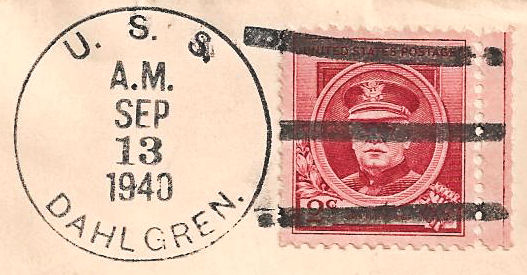 U. S. S.
A.M.
SEP
13
1940
DAHLGREN.
UNITED STATES POSTAGE
2¢